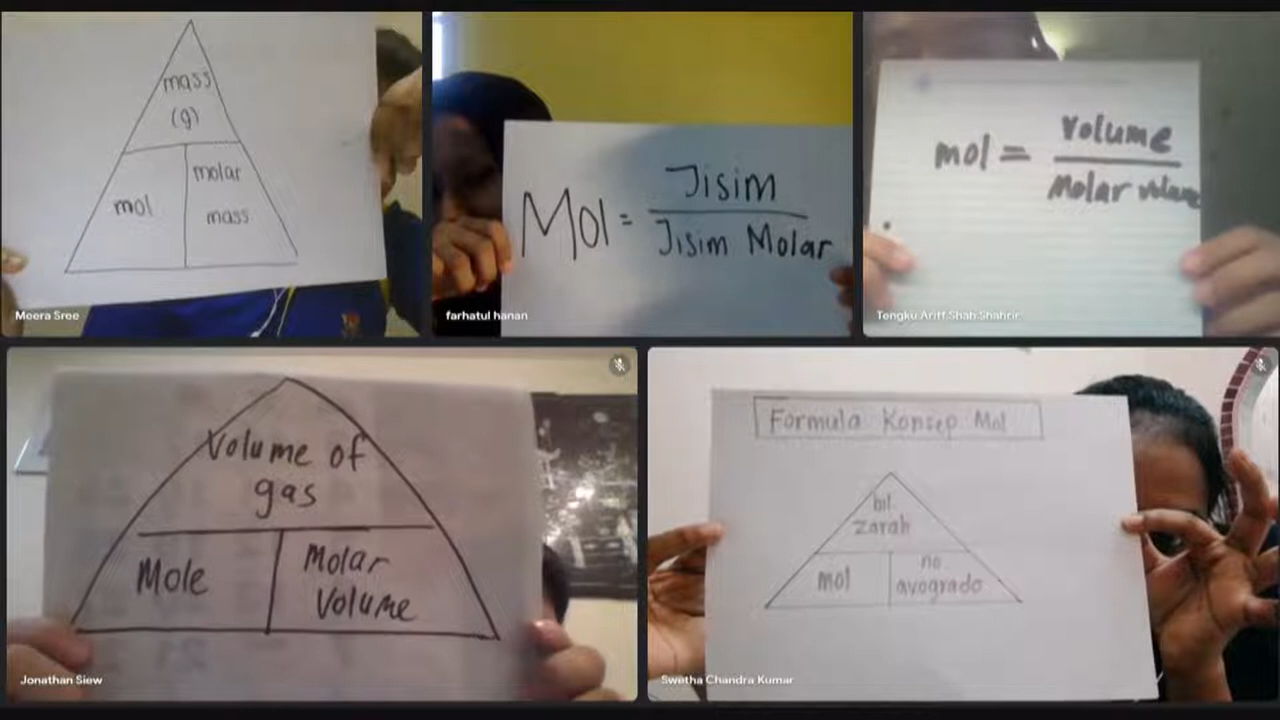 mass
(g)
mol
molar
mass
Meera Sree
Mol = Jisim
Jisim Molar
farhatul hanan
mol = volume
Molar volume
Tengku Ariff Shah Shahrir
Volume of
gas
Mole
Molar
Volume
Jonathan Siew
Formula Konsep Mol
bil
zarah
mol
no
avogrado
Swetha Chandra Kumar